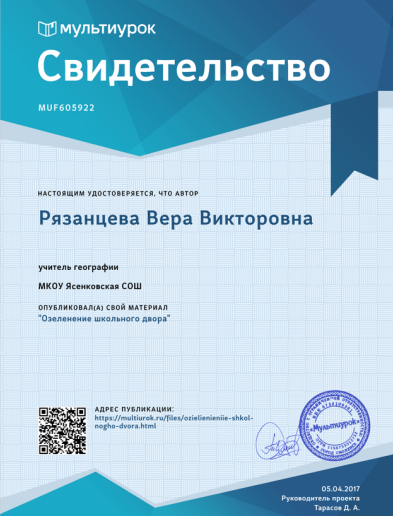 мультиурок
Свидетельство
MUF605922
НАСТОЯЩИМ УДОСТОВЕРЯЕТСЯ, ЧТО АВТОР
Рязанцева Вера Викторовна
учитель географии
МКОУ Ясенковская СОШ
ОПУБЛИКОВАЛ(А) СВОЙ МАТЕРИАЛ
"Озеленение школьного двора"
АДРЕС ПУБЛИКАЦИИ:
https://multiurok.ru/files/ozielienieniie-shkol-
nogho-dvora.html
«Мультиурок»
05.04.2017
Руководитель проекта
Тарасов Д. А.